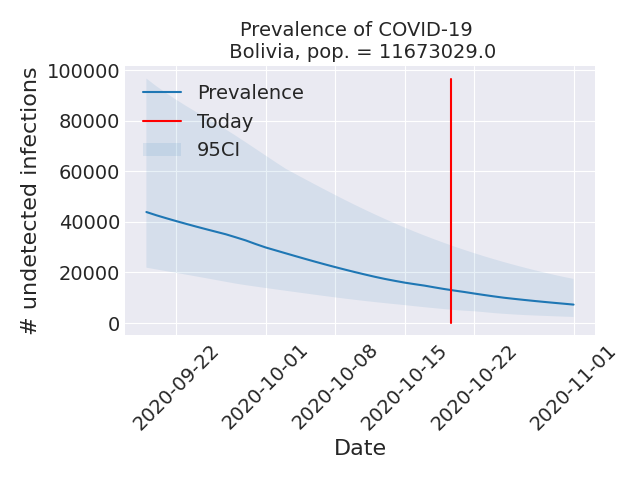 Prevalence of COVID-19
Bolivia, pop. = 11673029.0
# undetected infections
100000
80000
60000
40000
20000
0
Prevalence
Today
95CI
2020-09-22
2020-10-01
2020-10-08
2020-10-15
2020-10-22
2020-11-01
Date